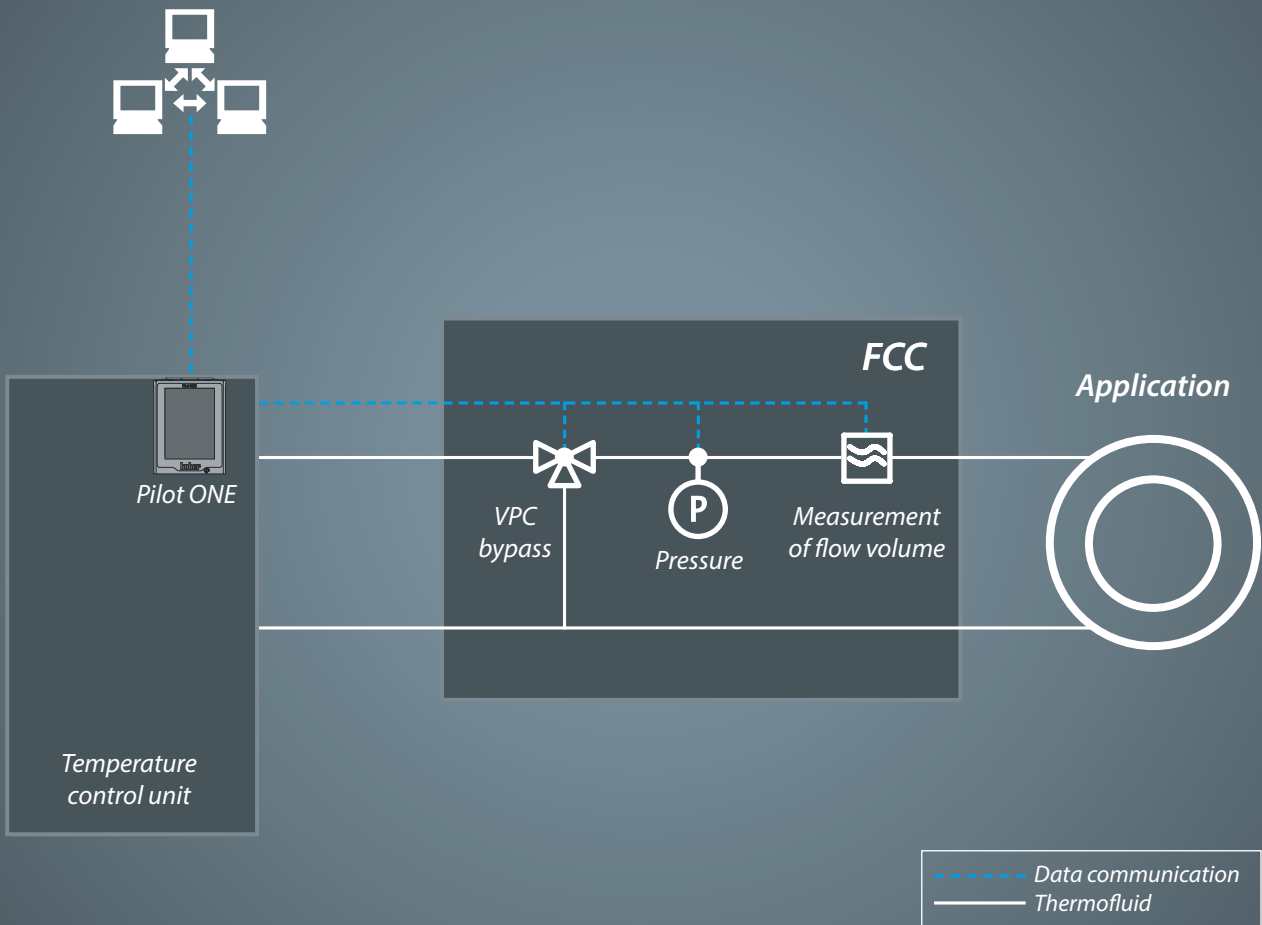 FCC
Application
Pilot ONE
VPC
bypass
P
Pressure
Measurement
of flow volume
Temperature
control unit
Data communication
Thermofluid